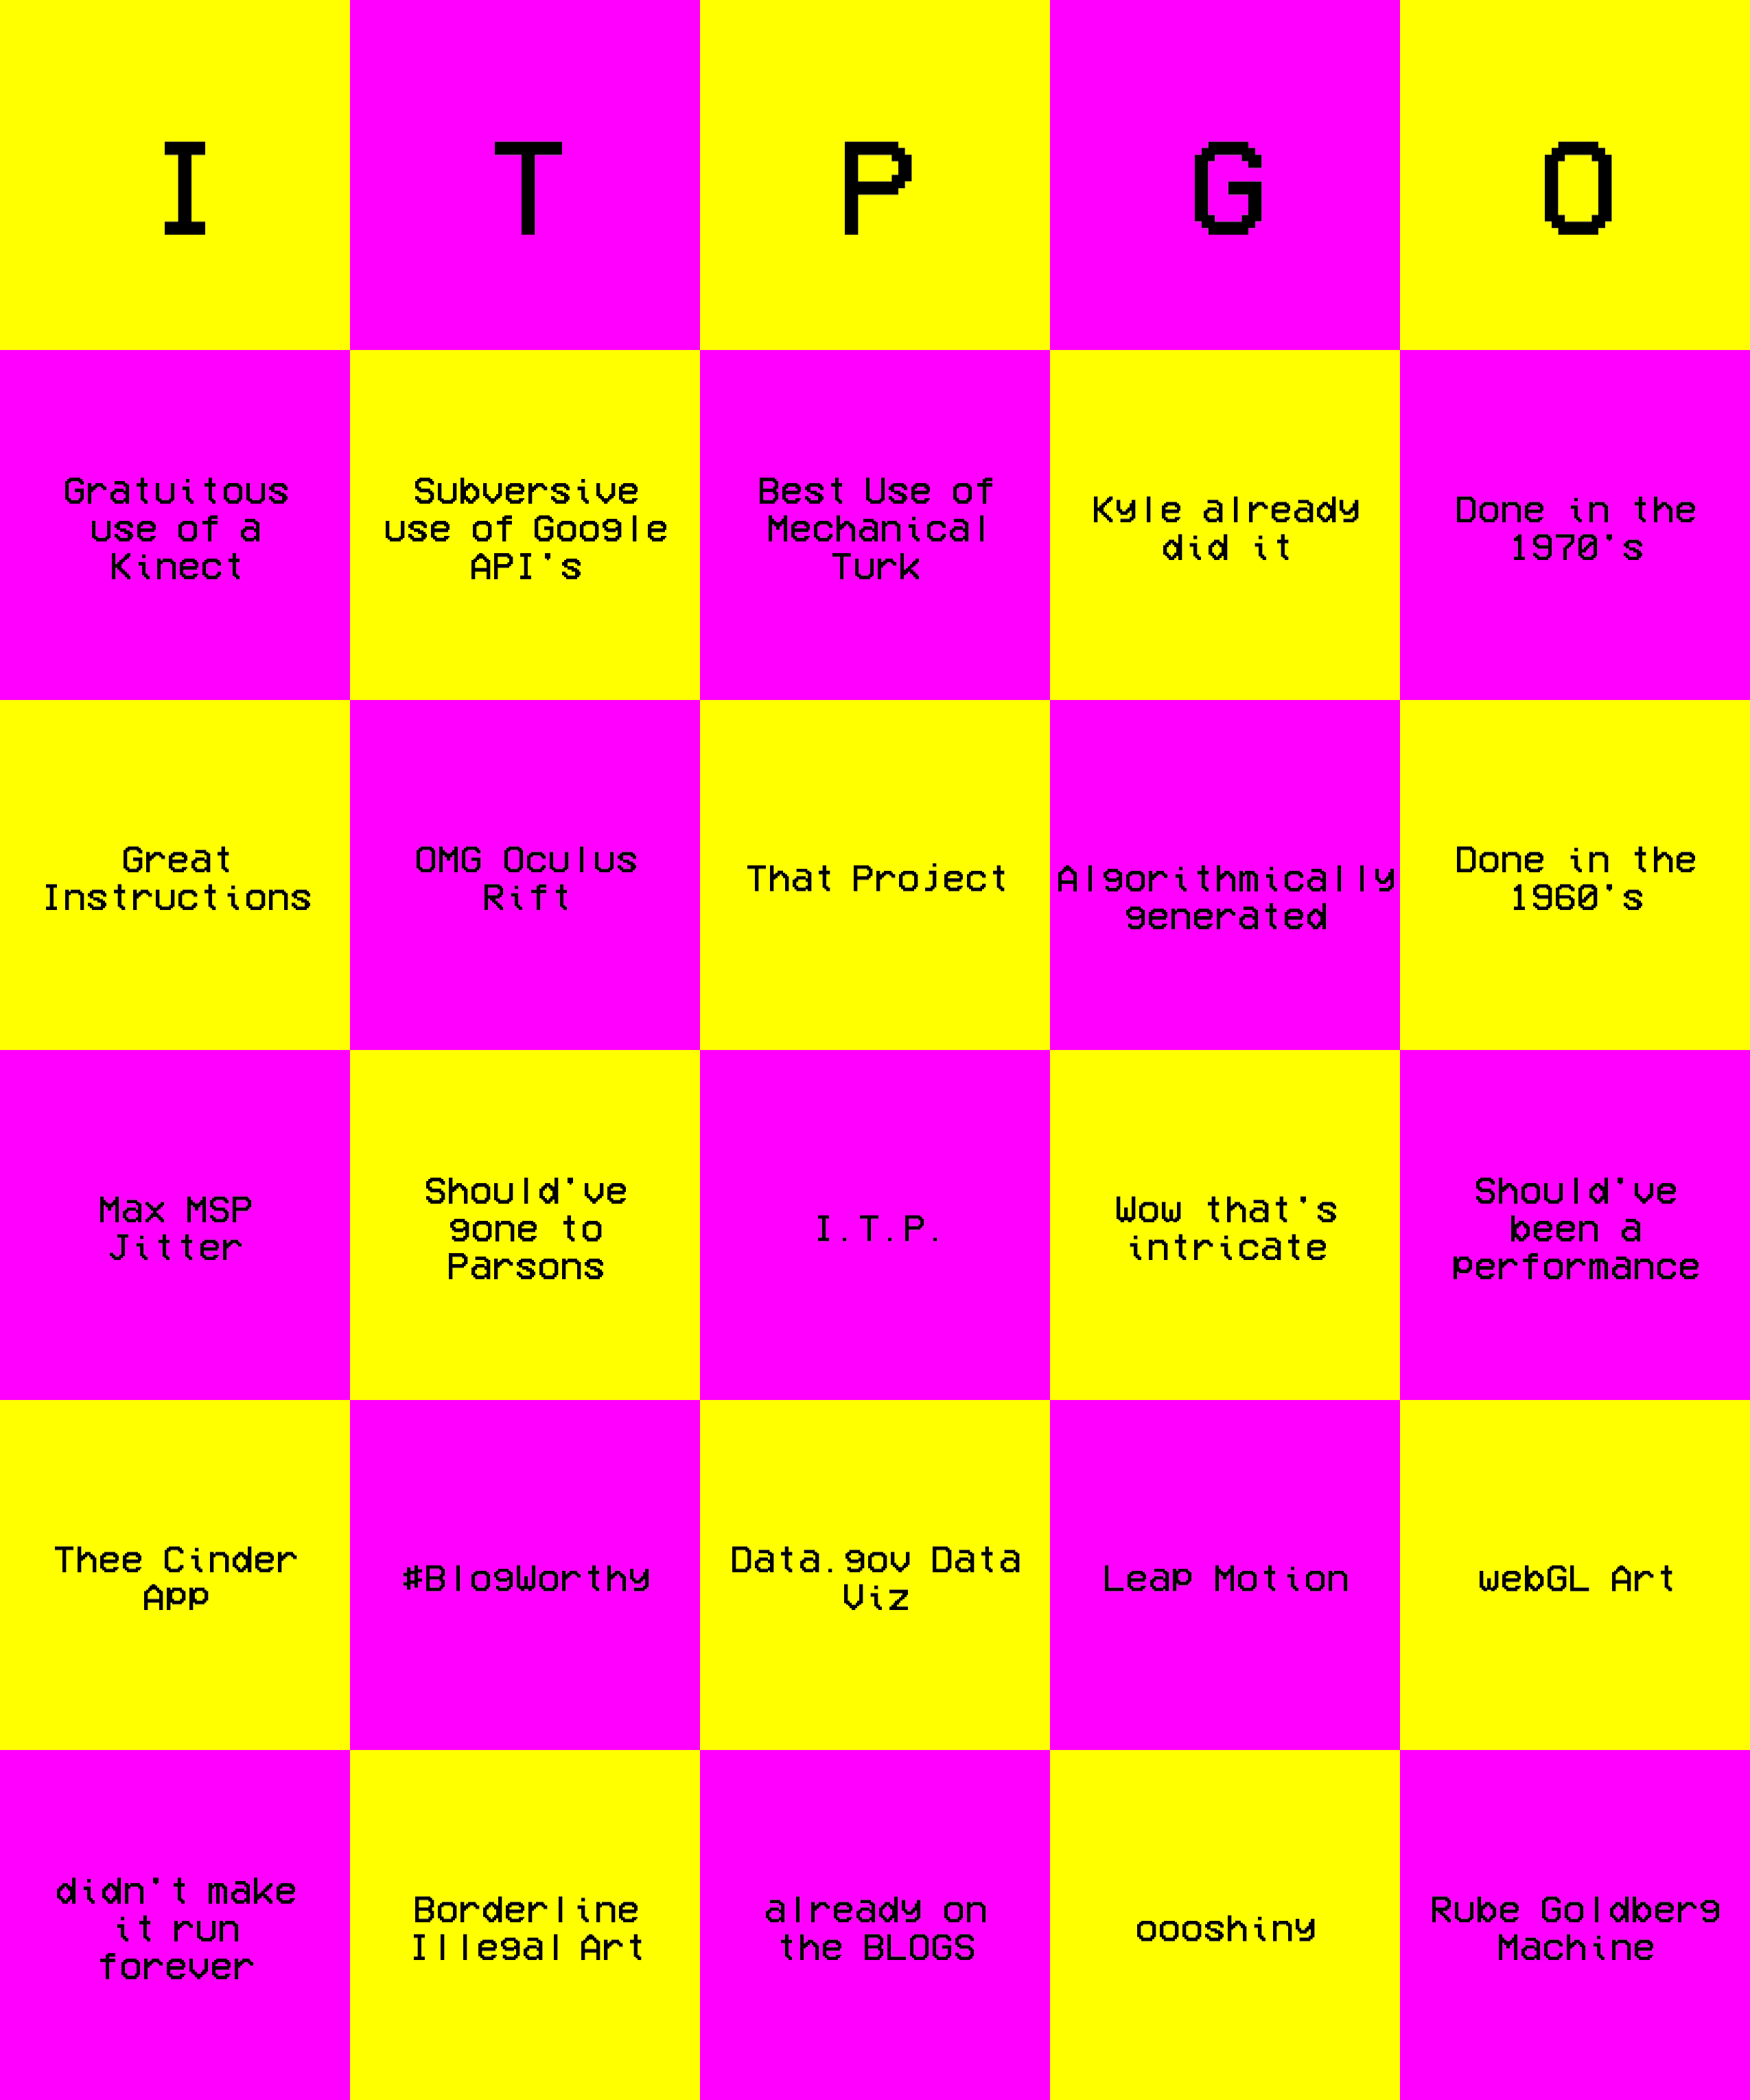 I T P G O
Gratuitous
use of a
Kinect
Subversive
use of Google
API's
Best Use of
Mechanical
Turk
Kyle already
did it
Done in the
1970's
Great
Instructions
OMG Oculus
Rift
That Project
Algorithmically
generated
Done in the
1960's
Max MSP
Jitter
Should've
gone to
Parsons
I.T.P.
Wow that's
intricate
Should've
been a
performance
Thee Cinder
App
#BlogWorthy
Data.gov Data
Viz
Leap Motion
webGL Art
didn't make
it run
forever
Borderline
Illegal Art
already on
the BLOGS
oooshiny
Rube Goldberg
Machine